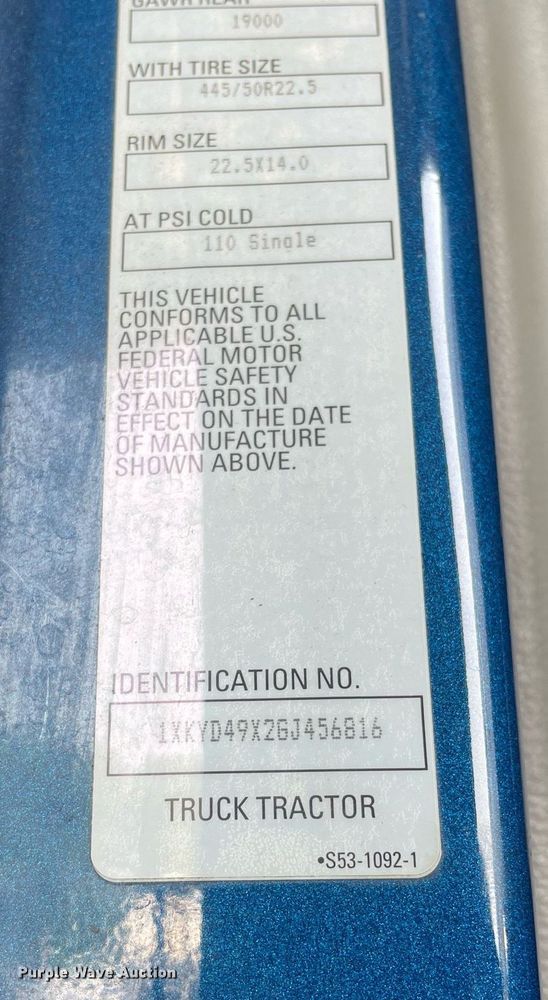 GAWR REAR
19000
WITH TIRE SIZE
445/50R22.5
RIM SIZE
22.5X14.0
AT PSI COLD
110 Single
THIS VEHICLE
CONFORMS TO ALL
APPLICABLE U.S.
FEDERAL MOTOR
VEHICLE SAFETY
STANDARDS IN
EFFECT ON THE DATE
OF MANUFACTURE
SHOWN ABOVE.
IDENTIFICATION NO.
1XKYD49X2GJ456816
TRUCK TRACTOR
•S53-1092-1
Purple Wave Auction